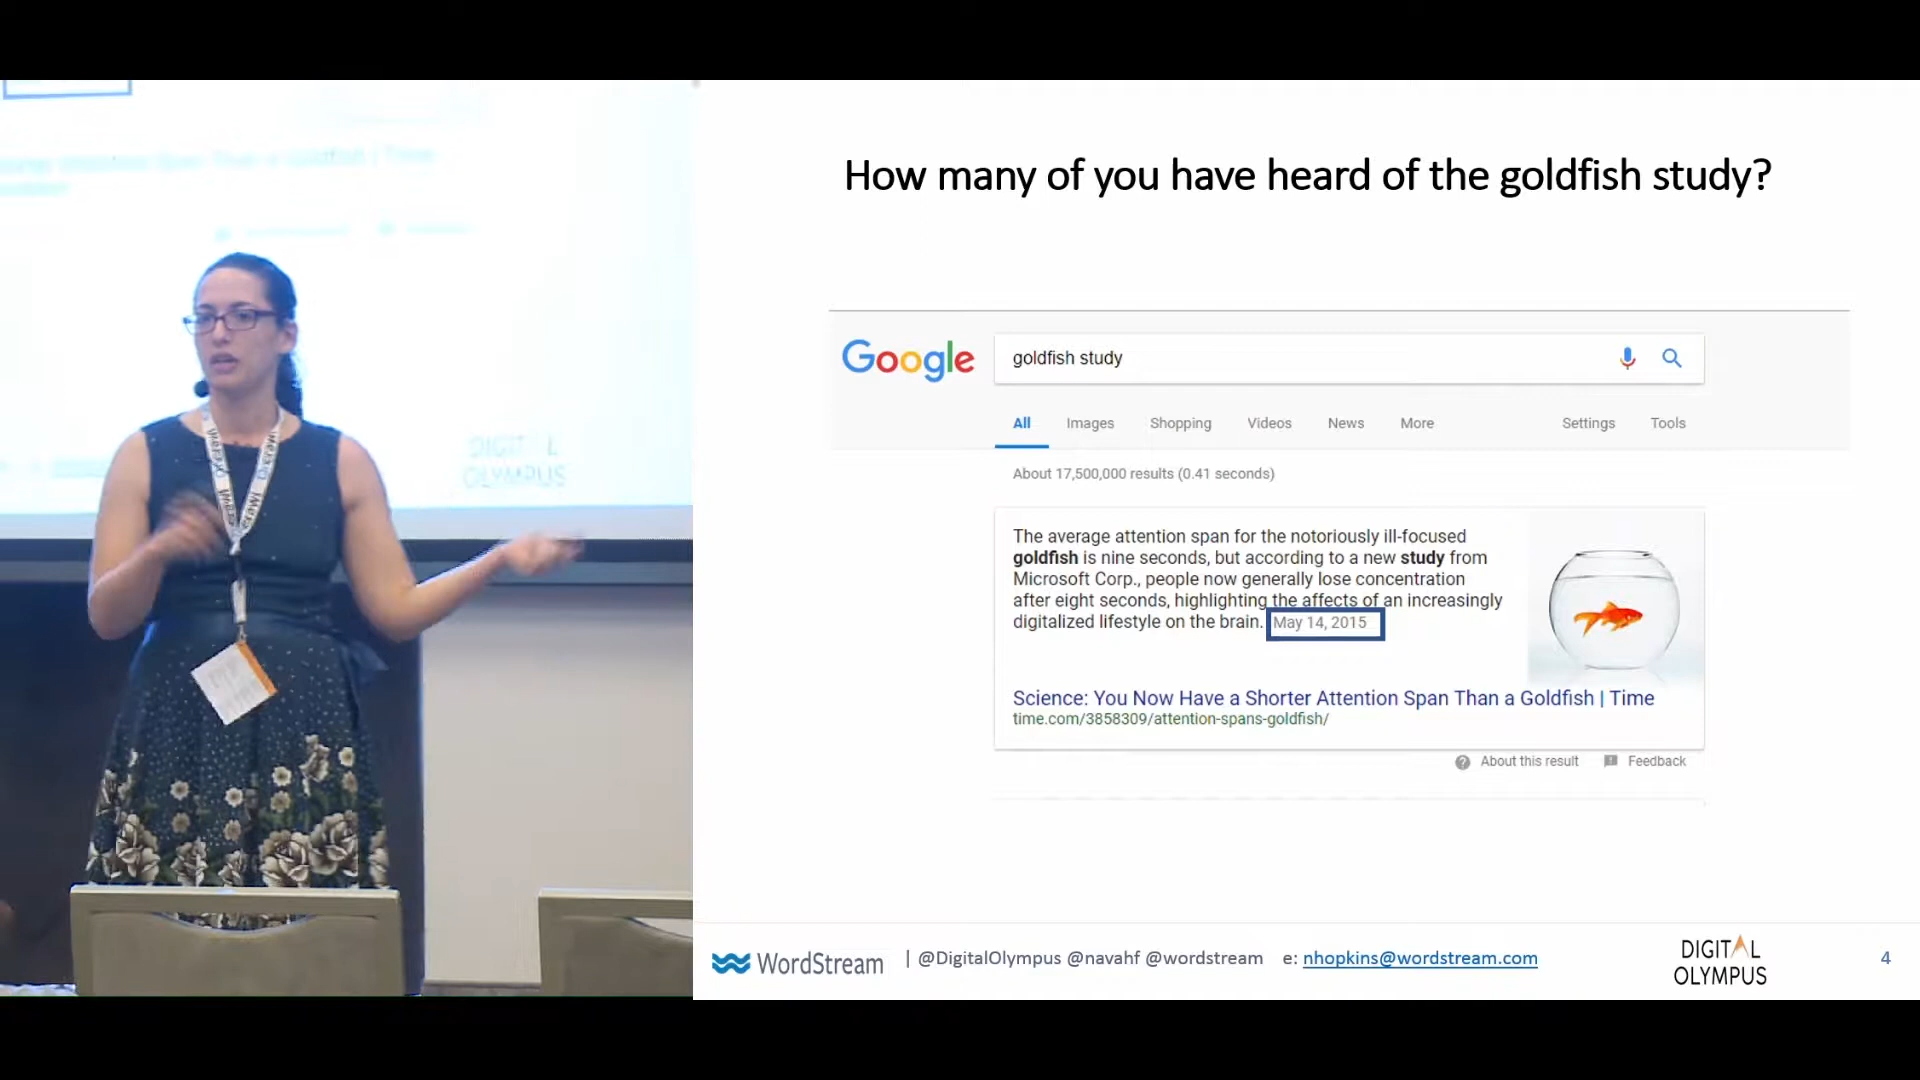 How many of you have heard of the goldfish study?
Google
goldfish study
All Images Shopping Videos News More Settings Tools
About 17,500,000 results (0.41 seconds)
The average attention span for the notoriously ill-focused
goldfish is nine seconds, but according to a new study from
Microsoft Corp., people now generally lose concentration
after eight seconds, highlighting the affects of an increasingly
digitalized lifestyle on the brain. May 14, 2015
Science: You Now Have a Shorter Attention Span Than a Goldfish | Time
time.com/3858309/attention-spans-goldfish/
About this result Feedback
WordStream | @DigitalOlympus @navahf @wordstream e: nhopkins@wordstream.com
DIGITAL
OLYMPUS
4
DIGITAL
OLYMPUS